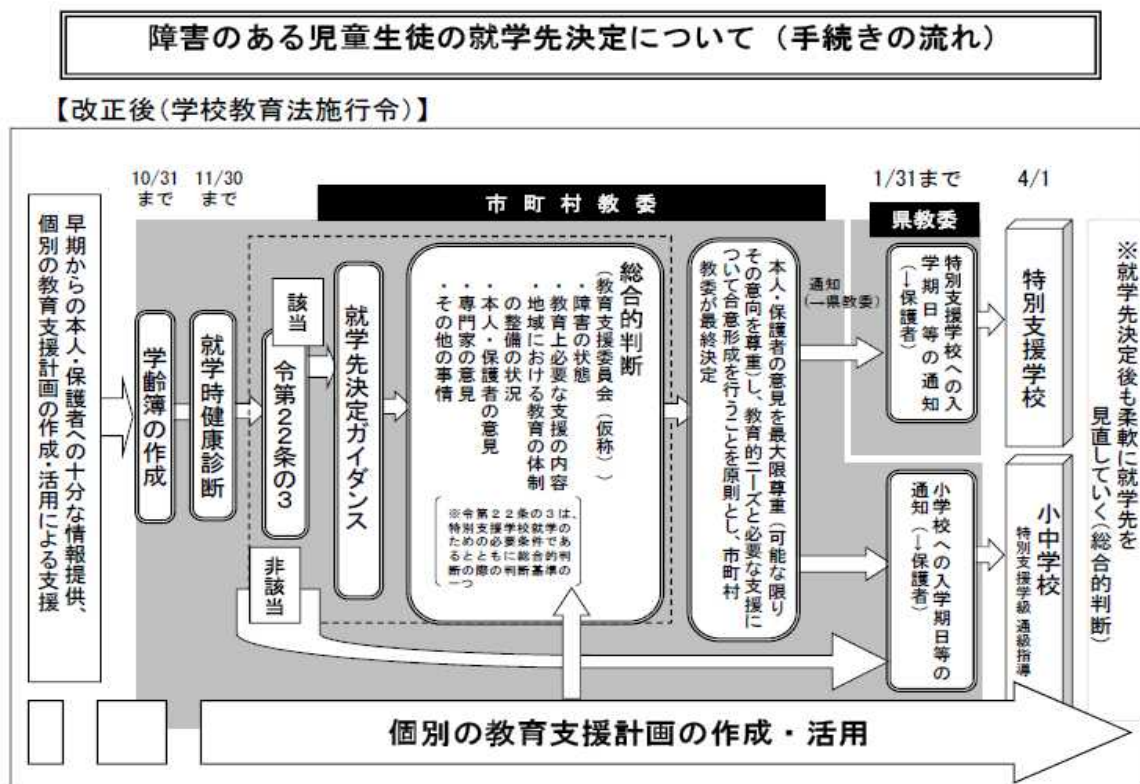 障害のある児童生徒の就学先決定について（手続きの流れ）
【改正後（学校教育法施行令）】
早期からの本人・保護者への十分な情報提供、
個別の教育支援計画の作成・活用による支援
10/31
まで
学齢簿の作成
11/30
まで
就学時健康診断
市町村教委
該当
令第２２条の３
非該当
就学先決定ガイダンス
総合的判断
（教育支援委員会（仮称））
・障害の状態
・教育上必要な支援の内容
・地域における教育の体制
の整備の状況
・本人・保護者の意見
・専門家の意見
・その他の事情
※令第２２条の３は、
特別支援学校就学の
ための必要条件であ
るとともに総合的判
断の際の判断基準の
一つ
本人・保護者の意見を最大限尊重（可能な限り
その意向を尊重）し、教育的ニーズと必要な支援に
ついて合意形成を行うことを原則とし、市町村
教委が最終決定
通知
（→県教委）
1/31まで
県教委
特別支援学校への入
学期日等の通知
（→保護者）
小学校への入学期日等の
通知（→保護者）
4/1
特別支援学校
小中学校
特別支援学級 通級指導
※就学先決定後も柔軟に就学先を
見直していく（総合的判断）
個別の教育支援計画の作成・活用